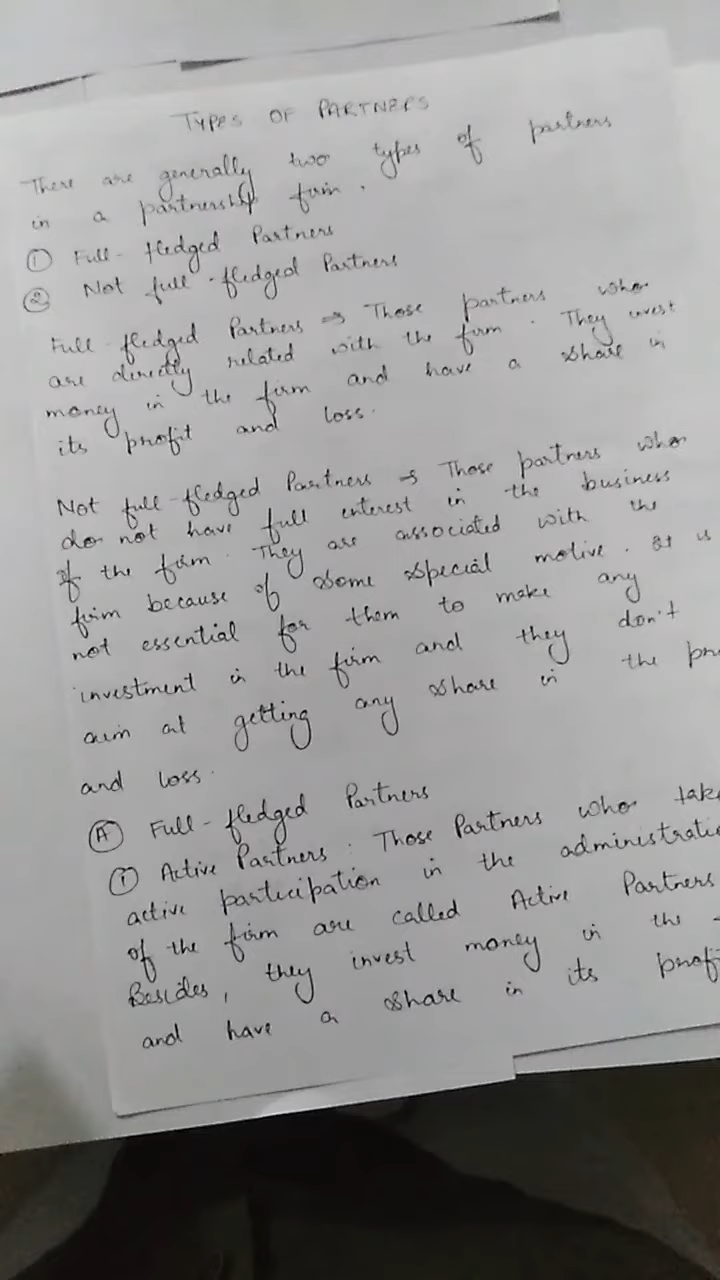 TYPES OF PARTNERS
There are generally two types of partners
in a partnership firm.
① Full-fledged Partners
② Not full-fledged Partners
Full-fledged Partners ⇒ Those partners who
are directly related with the firm. They invest
money in the firm and have a share in
its profit and loss.
Not full-fledged Partners ⇒ Those partners who
do not have full interest in the business
of the firm. They are associated with the
firm because of some special motive. It is
not essential for them to make any
investment in the firm and they don't
aim at getting any share in the
and loss.
Ⓐ Full-fledged Partners
① Active Partners: Those Partners who take
active participation in the
of the firm are called Active Partners
Besides, they invest money in the
and have a share in its